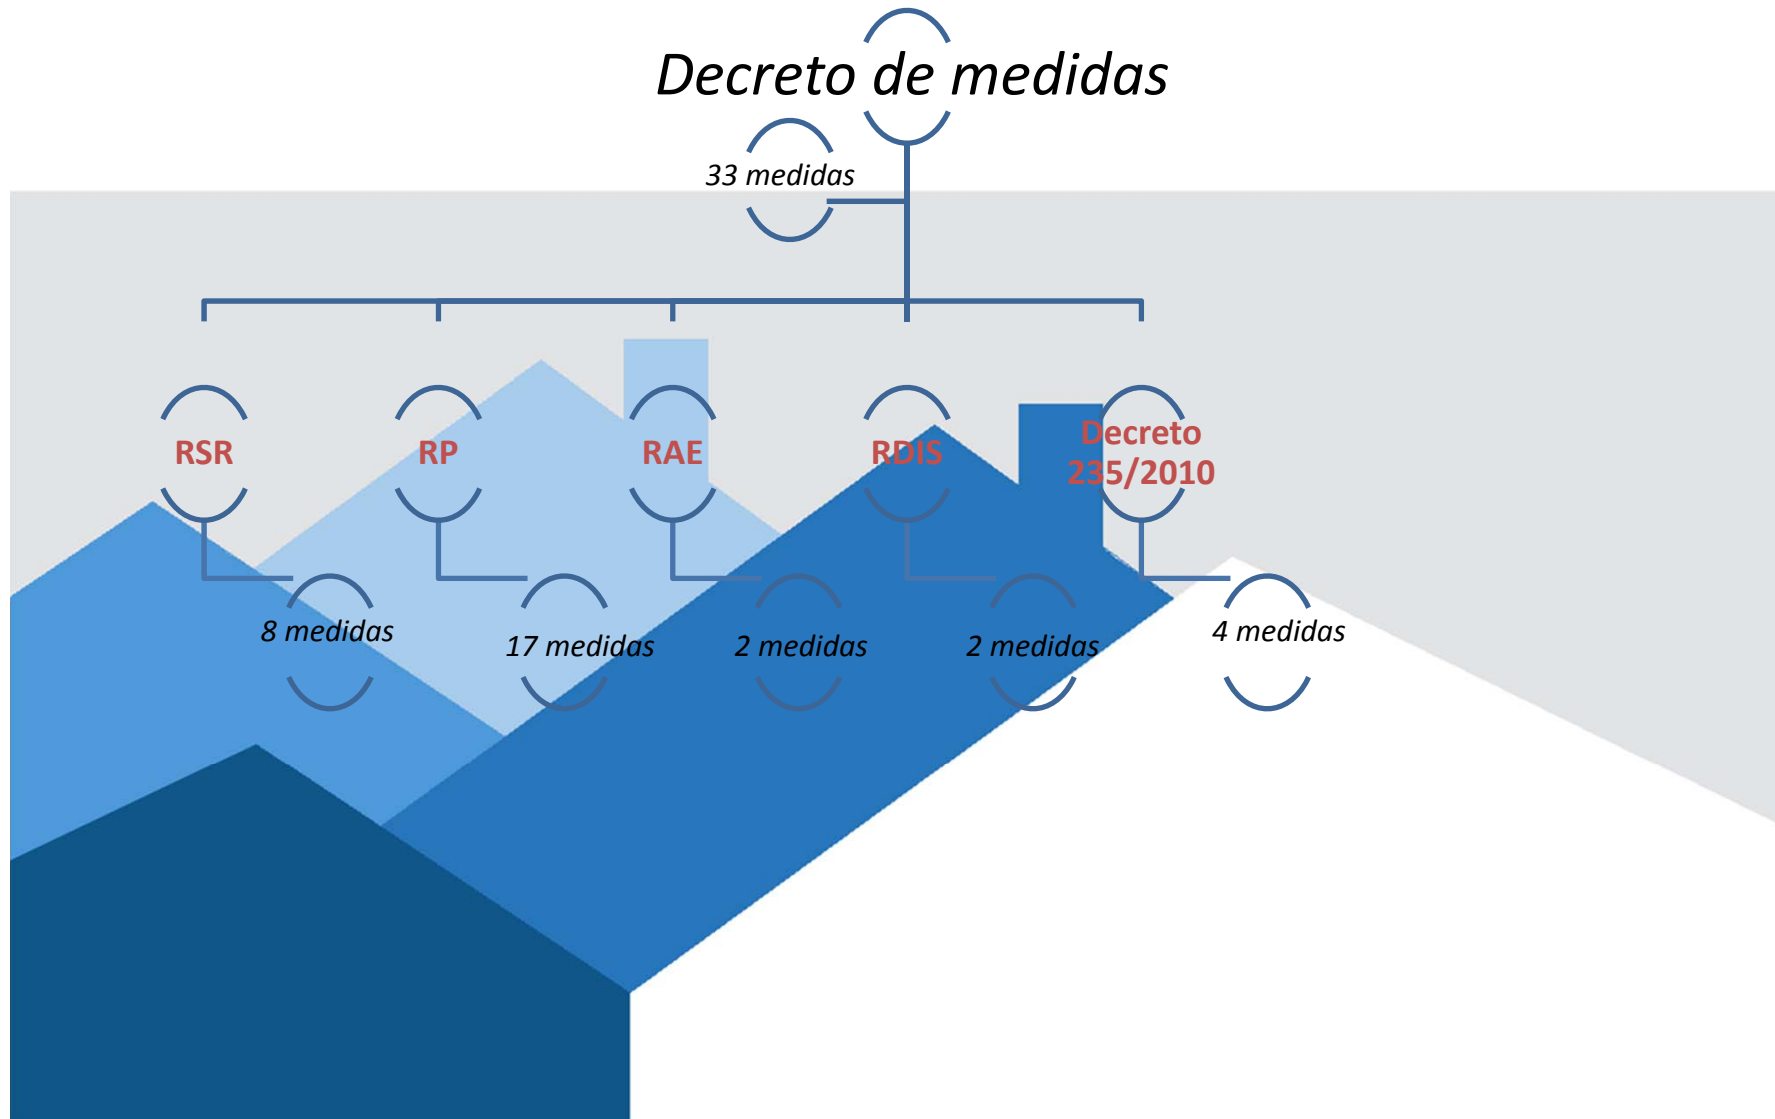 Decreto de medidas
33 medidas
RSR
RP
RAE
RDIS
Decreto
235/2010
8 medidas
17 medidas
2 medidas
2 medidas
4 medidas